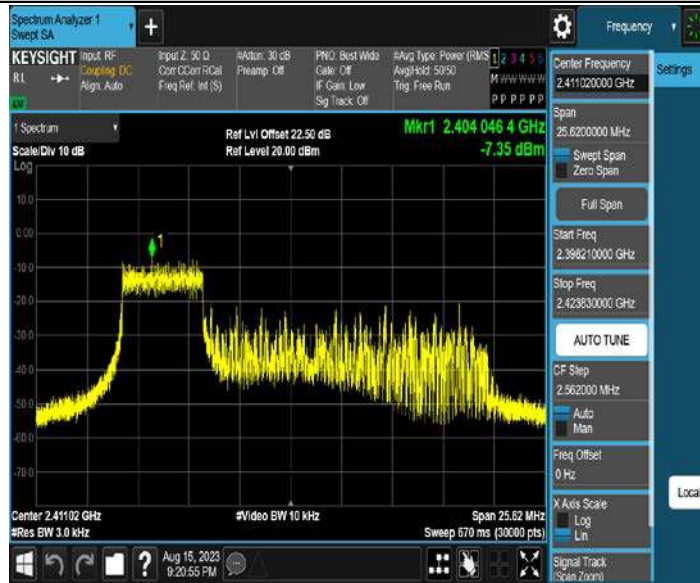 Spectrum Analyzer 1
Swept SA
+
Frequency
KEYSIGHT
RL
Input: RF
Coupling: DC
Align: Auto
Input Z: 50 Ω
Corr CCorr RCal
Freq Ref: Int (S)
#Atten: 30 dB
Preamp: Off
PNO: Best Wide
Gate: Off
IF Gain: Low
Sig Track: Off
#Avg Type: Power (RMS
Avg|Hold: 50/50
Trig: Free Run
1 2 3 4 5 6
M W W W W W
P P P P P P
Settings
1 Spectrum
Scale/Div 10 dB
Log
Ref Lvl Offset 22.50 dB
Ref Level 20.00 dBm
Mkr1 2.404 046 4 GHz
-7.35 dBm
1
10.0
0.00
-10.0
-20.0
-30.0
-40.0
-50.0
-60.0
-70.0
Center 2.41102 GHz
#Res BW 3.0 kHz
#Video BW 10 kHz
Span 25.62 MHz
Sweep 670 ms (30000 pts)
Center Frequency
2.411020000 GHz
Span
25.6200000 MHz
Swept Span
Zero Span
Full Span
Start Freq
2.398210000 GHz
Stop Freq
2.423830000 GHz
AUTO TUNE
CF Step
2.562000 MHz
Auto
Man
Freq Offset
0 Hz
X Axis Scale
Log
Lin
Signal Track
(Span Zoom)
Local
?
Aug 15, 2023
9:20:55 PM